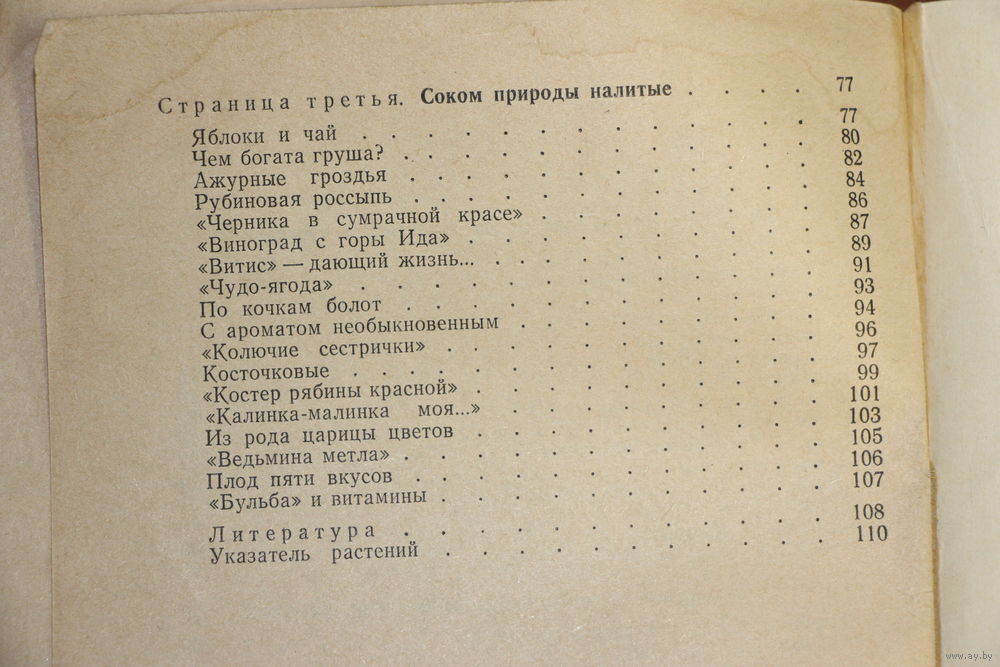 Страница третья. Соком природы налитые . . . . 77
Яблоки и чай . . . . . . . . . . . 77
Чем богата груша? . . . . . . . . . . 80
Ажурные гроздья . . . . . . . . . . 82
Рубиновая россыпь . . . . . . . . . . 84
«Черника в сумрачной красе» . . . . . . . 86
«Виноград с горы Ида» . . . . . . . . . 87
«Витис» — дающий жизнь... . . . . . . . . 89
«Чудо-ягода» . . . . . . . . . . . 91
По кочкам болот . . . . . . . . . . 93
С ароматом необыкновенным . . . . . . . 94
«Колючие сестрички» . . . . . . . . . 96
Косточковые . . . . . . . . . . . 97
«Костер рябины красной» . . . . . . . . 99
«Калинка-малинка моя...» . . . . . . . . 101
Из рода царицы цветов . . . . . . . . 103
«Ведьмина метла» . . . . . . . . . . 105
Плод пяти вкусов . . . . . . . . . . 106
«Бульба» и витамины . . . . . . . . . 107
Литература . . . . . . . . . . 108
Указатель растений . . . . . . . . . 110
www.ay.by